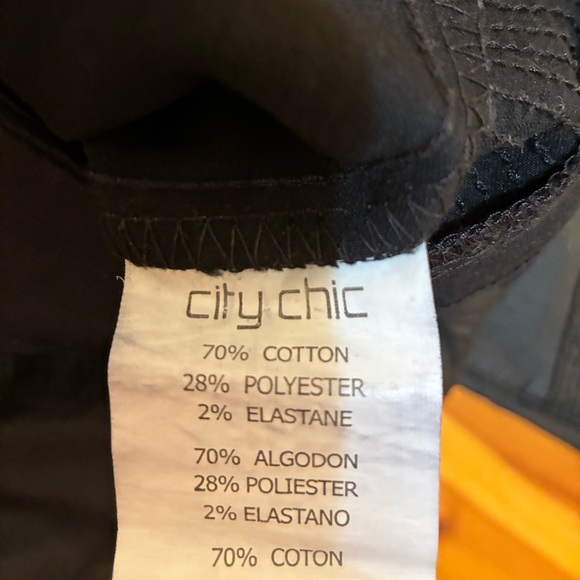 city chic
70% COTTON
28% POLYESTER
2% ELASTANE
70% ALGODON
28% POLIESTER
2% ELASTANO
70% COTON